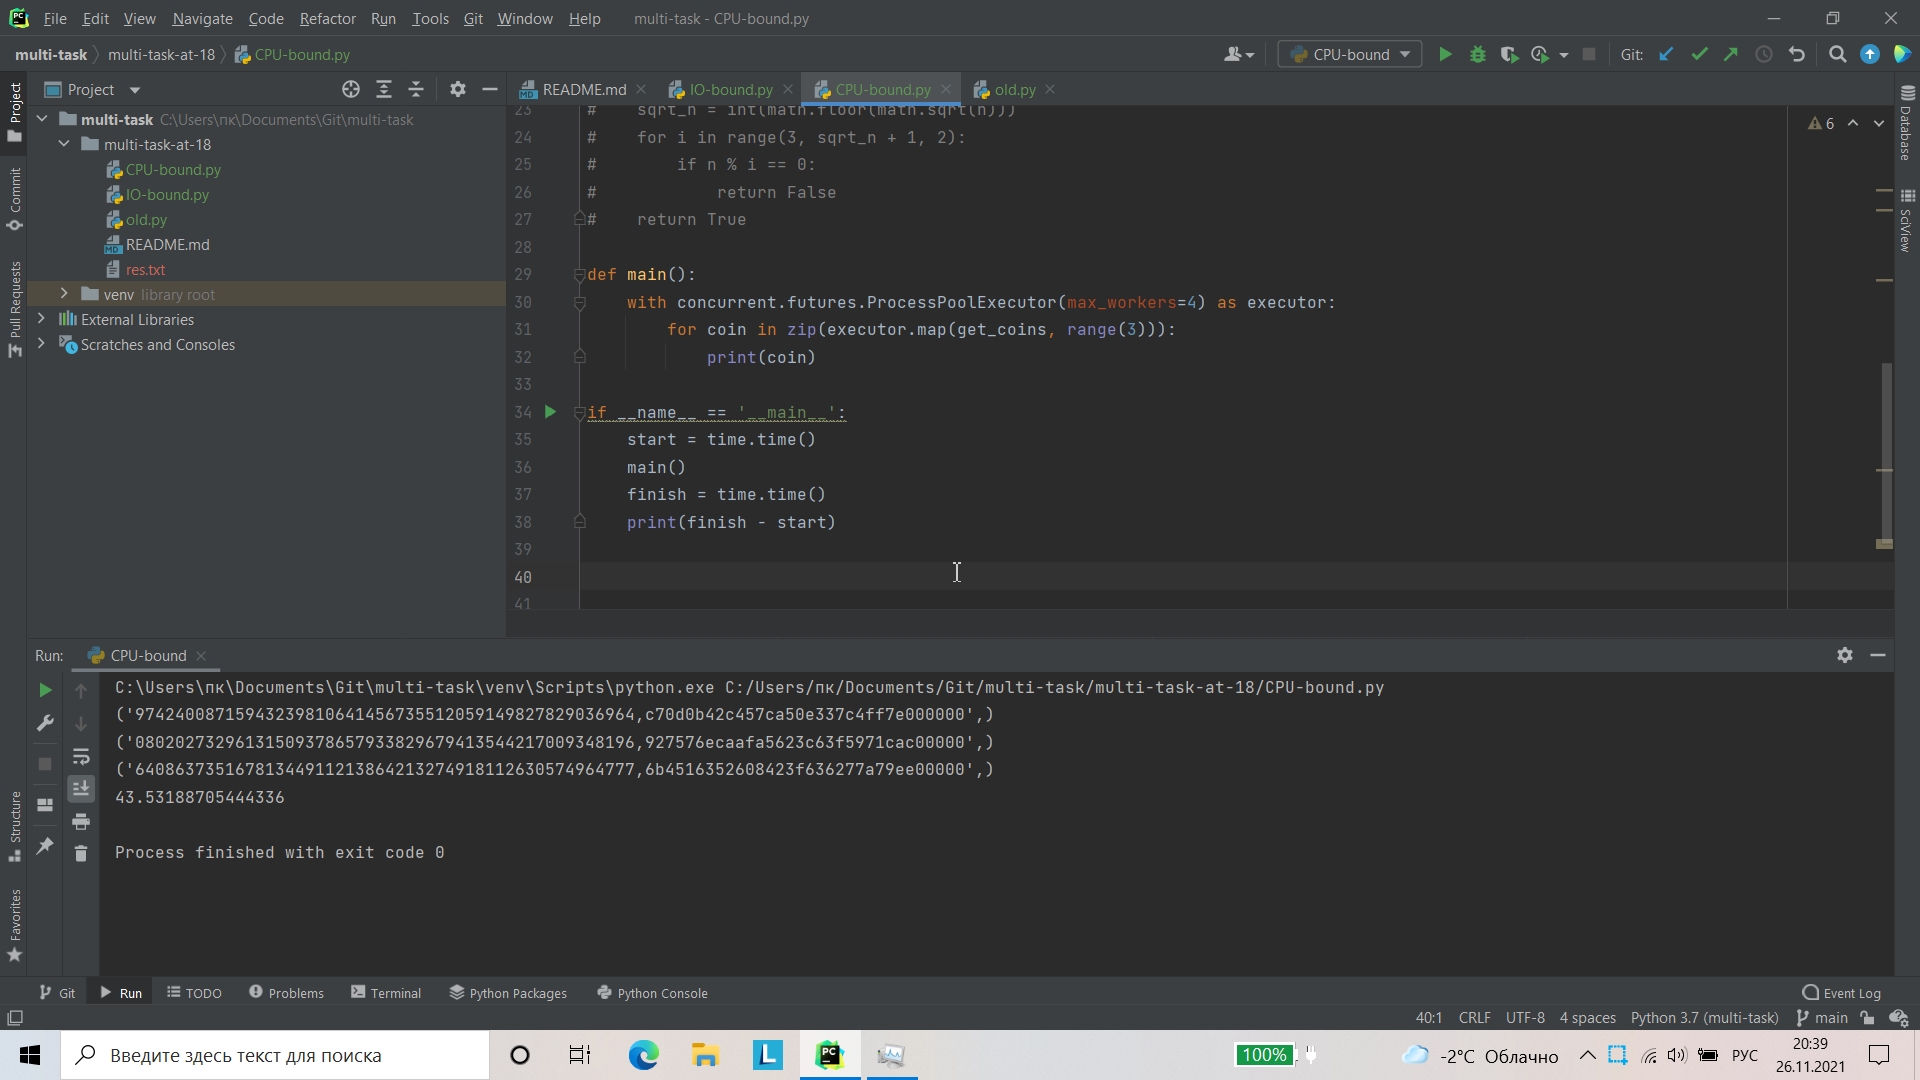 File Edit View Navigate Code Refactor Run Tools Git Window Help multi-task - CPU-bound.py
multi-task multi-task-at-18 CPU-bound.py CPU-bound Git:
Project README.md IO-bound.py CPU-bound.py old.py
multi-task C:\Users\пк\Documents\Git\multi-task
multi-task-at-18
CPU-bound.py
IO-bound.py
old.py
README.md
res.txt
venv library root
External Libraries
Scratches and Consoles
Project
Commit
Pull Requests
Structure
Favorites
Database
SciView
6
23 # sqrt_n = int(math.floor(math.sqrt(n)))
24 # for i in range(3, sqrt_n + 1, 2):
25 # if n % i == 0:
26 # return False
27 # return True
28
29 def main():
30 with concurrent.futures.ProcessPoolExecutor(max_workers=4) as executor:
31 for coin in zip(executor.map(get_coins, range(3))):
32 print(coin)
33
34 if __name__ == '__main__':
35 start = time.time()
36 main()
37 finish = time.time()
38 print(finish - start)
39
40
41
Run: CPU-bound
C:\Users\пк\Documents\Git\multi-task\venv\Scripts\python.exe C:/Users/пк/Documents/Git/multi-task/multi-task-at-18/CPU-bound.py
('97424008715943239810641456735512059149827829036964,c70d0b42c457ca50e337c4ff7e000000',)
('08020273296131509378657933829679413544217009348196,927576ecaafa5623c63f5971cac00000',)
('64086373516781344911213864213274918112630574964777,6b4516352608423f636277a79ee00000',)
43.53188705444336
Process finished with exit code 0
Git Run TODO Problems Terminal Python Packages Python Console Event Log
40:1 CRLF UTF-8 4 spaces Python 3.7 (multi-task) main
Введите здесь текст для поиска L PC 100% -2°C Облачно РУС 20:39
26.11.2021